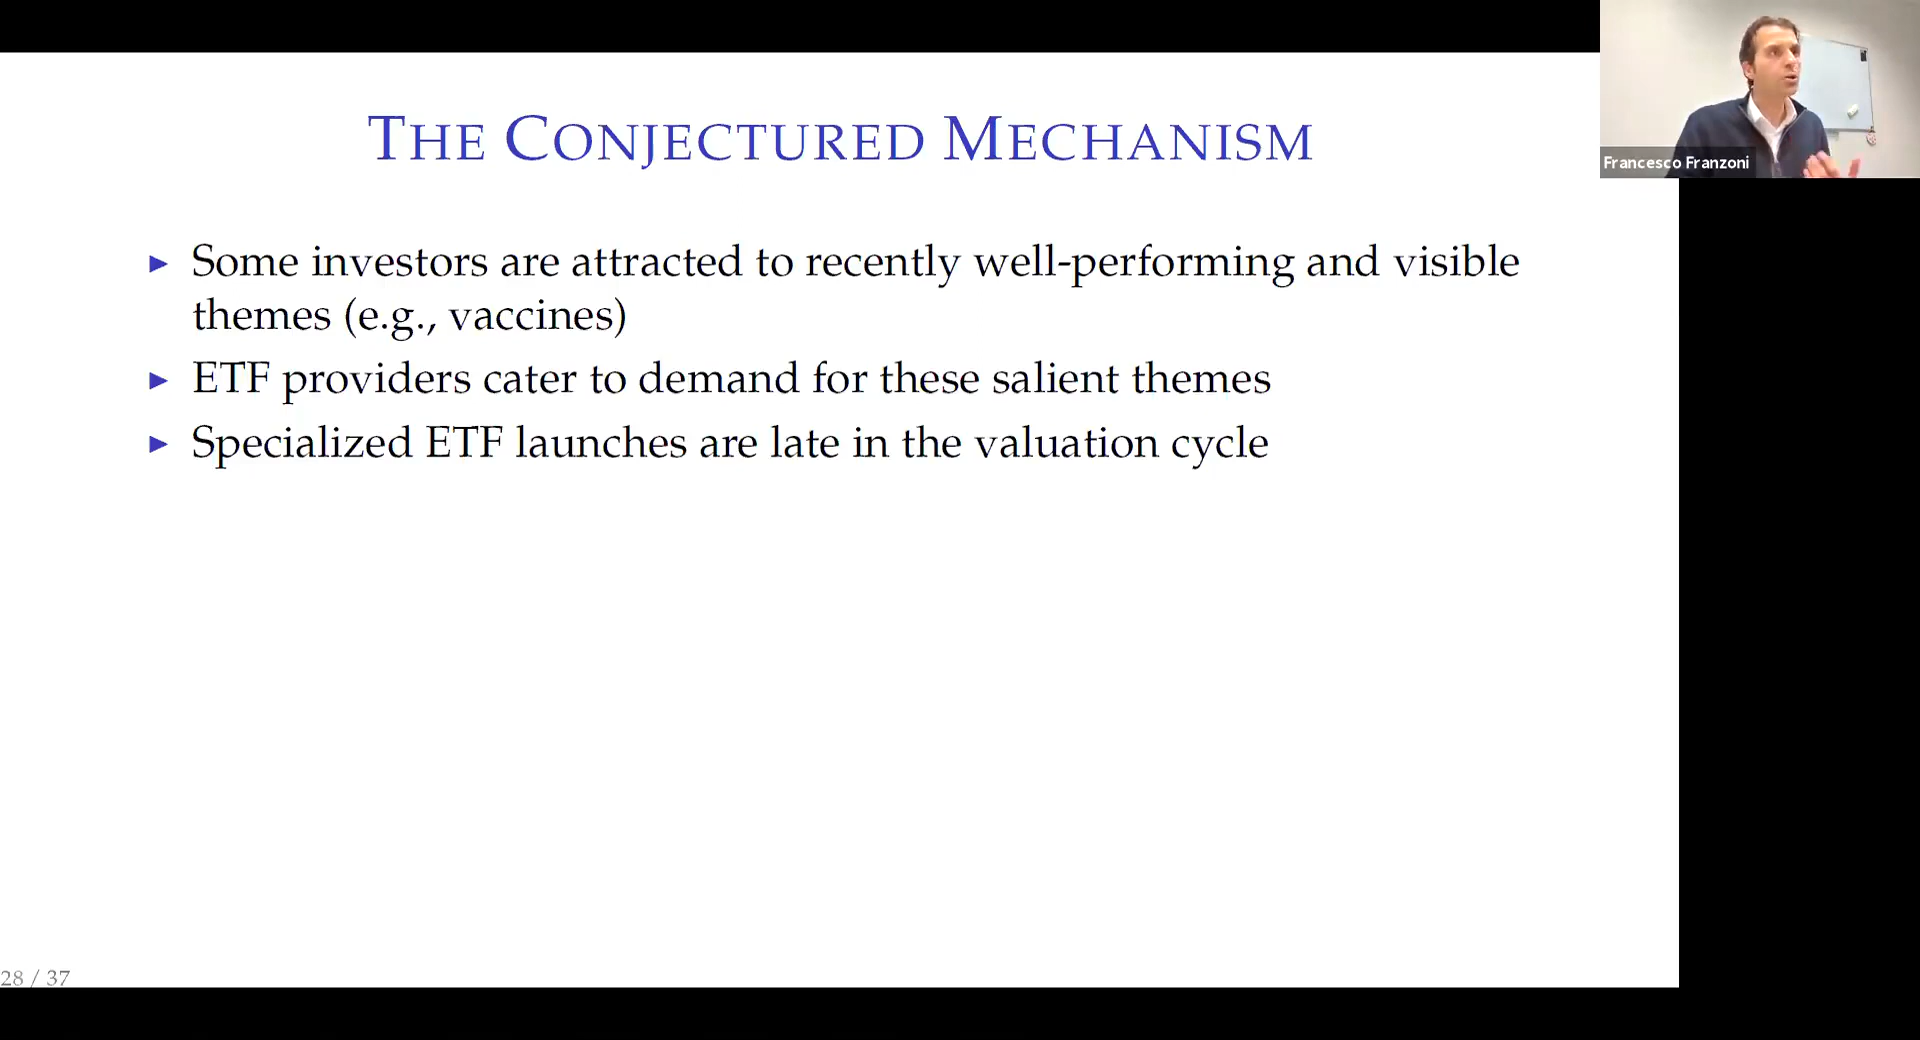 THE CONJECTURED MECHANISM
Francesco Franzoni
▶ Some investors are attracted to recently well-performing and visible
themes (e.g., vaccines)
▶ ETF providers cater to demand for these salient themes
▶ Specialized ETF launches are late in the valuation cycle
28 / 37